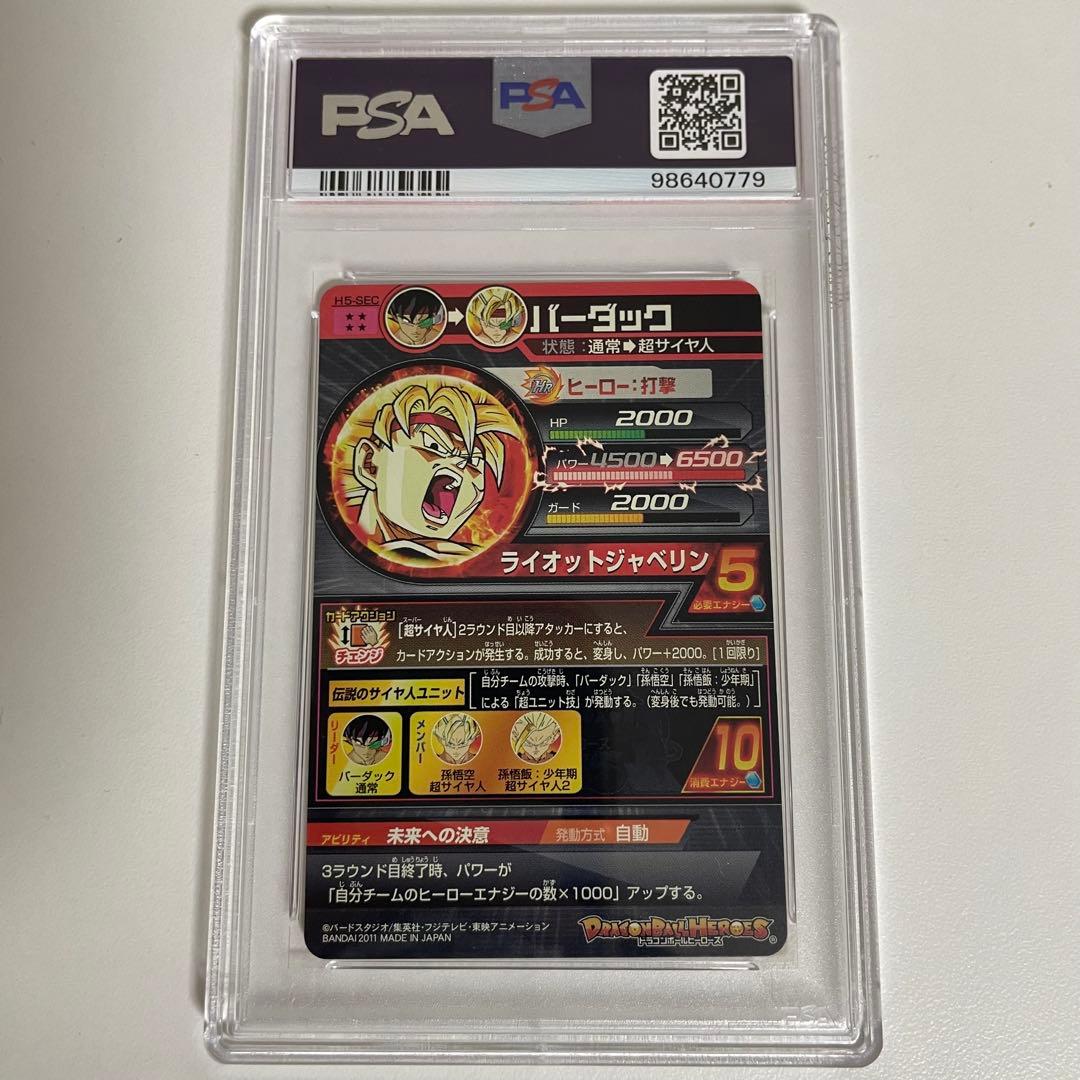 PSA
PSA
98640779
H5-SEC
バーダック
状態：通常➡超サイヤ人
HR ヒーロー：打撃
HP 2000
パワー 4500➡6500
ガード 2000
ライオットジャベリン 5
必要エナジー
カードアクション
チェンジ
[超サイヤ人]2ラウンド目以降アタッカーにすると、
カードアクションが発生する。成功すると、変身し、パワー+2000。[1回限り]
伝説のサイヤ人ユニット
自分チームの攻撃時、「バーダック」「孫悟空」「孫悟飯：少年期」
による「超ユニット技」が発動する。（変身後でも発動可能。）
リーダー
バーダック
通常
メンバー
孫悟空
超サイヤ人
孫悟飯：少年期
超サイヤ人2
10
消費エナジー
アビリティ 未来への決意 発動方式 自動
3ラウンド目終了時、パワーが
「自分チームのヒーローエナジーの数×1000」アップする。
©バードスタジオ/集英社・フジテレビ・東映アニメーション
BANDAI 2011 MADE IN JAPAN
DRAGONBALL HEROES
ドラゴンボールヒーローズ
®